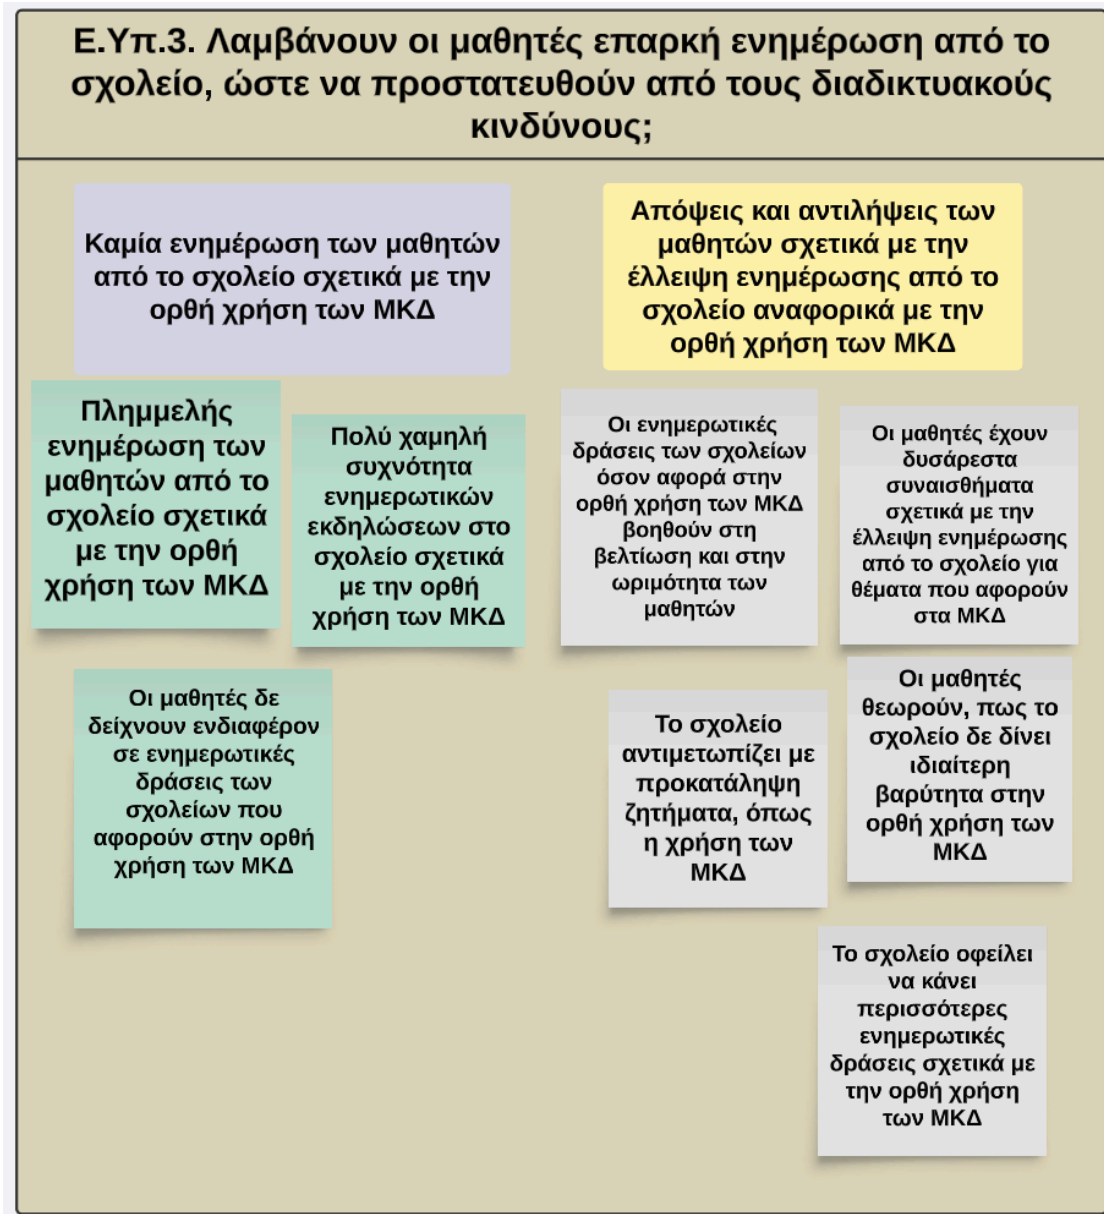 Ε.Υπ.3. Λαμβάνουν οι μαθητές επαρκή ενημέρωση από το
σχολείο, ώστε να προστατευθούν από τους διαδικτυακούς
κινδύνους;
Καμία ενημέρωση των μαθητών
από το σχολείο σχετικά με την
ορθή χρήση των ΜΚΔ
Απόψεις και αντιλήψεις των
μαθητών σχετικά με την
έλλειψη ενημέρωσης από το
σχολείο αναφορικά με την
ορθή χρήση των ΜΚΔ
Πλημμελής
ενημέρωση των
μαθητών από το
σχολείο σχετικά
με την ορθή
χρήση των ΜΚΔ
Πολύ χαμηλή
συχνότητα
ενημερωτικών
εκδηλώσεων στο
σχολείο σχετικά
με την ορθή
χρήση των ΜΚΔ
Οι ενημερωτικές
δράσεις των σχολείων
όσον αφορά στην
ορθή χρήση των ΜΚΔ
βοηθούν στη
βελτίωση και στην
ωριμότητα των
μαθητών
Οι μαθητές έχουν
δυσάρεστα
συναισθήματα
σχετικά με την
έλλειψη ενημέρωσης
από το σχολείο για
θέματα που αφορούν
στα ΜΚΔ
Οι μαθητές δε
δείχνουν ενδιαφέρον
σε ενημερωτικές
δράσεις των
σχολείων που
αφορούν στην ορθή
χρήση των ΜΚΔ
Το σχολείο
αντιμετωπίζει με
προκατάληψη
ζητήματα, όπως
η χρήση των
ΜΚΔ
Οι μαθητές
θεωρούν, πως το
σχολείο δε δίνει
ιδιαίτερη
βαρύτητα στην
ορθή χρήση των
ΜΚΔ
Το σχολείο οφείλει
να κάνει
περισσότερες
ενημερωτικές
δράσεις σχετικά με
την ορθή χρήση
των ΜΚΔ